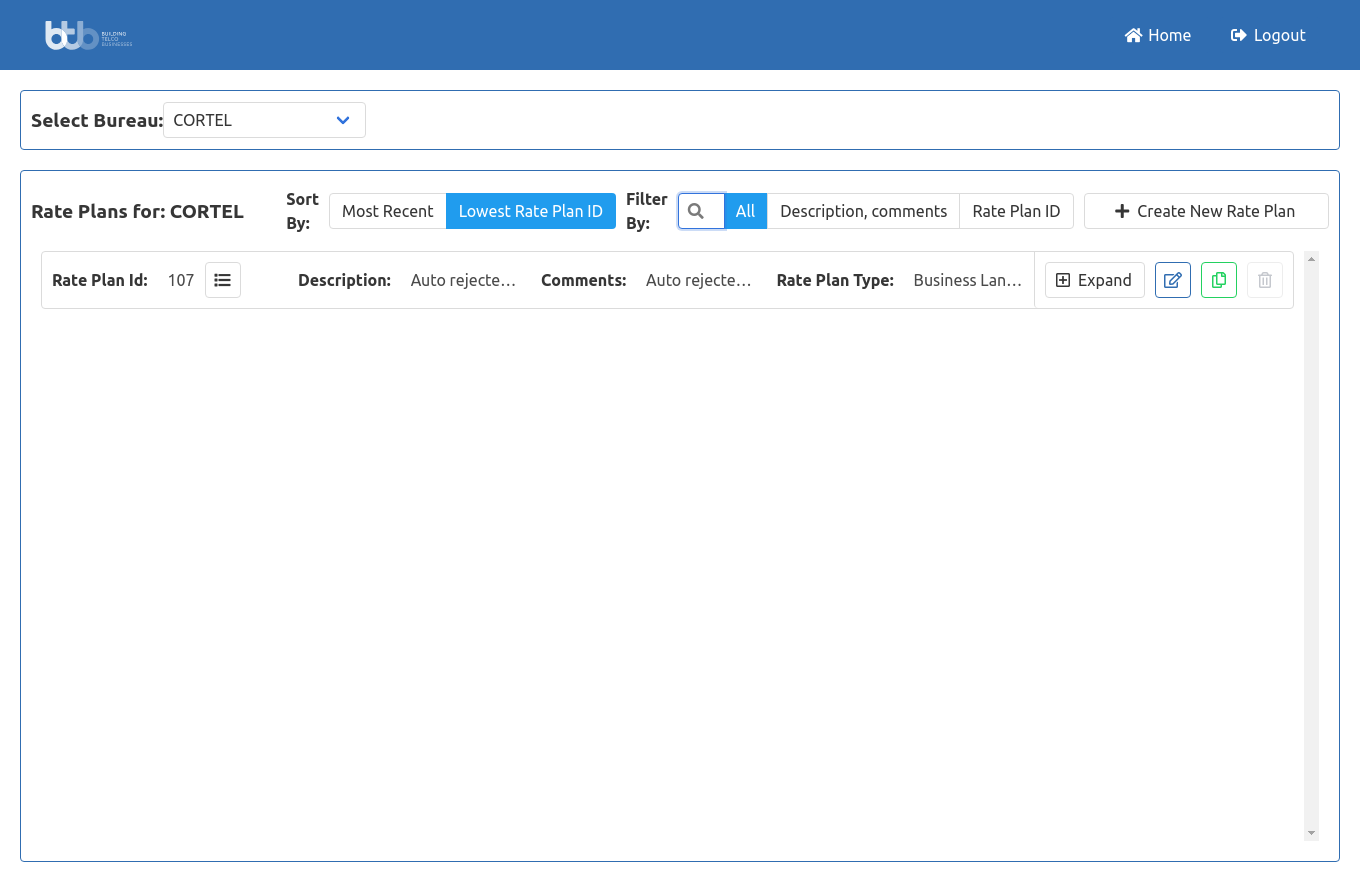 btb BUILDING
TELCO
BUSINESSES
Home Logout
Select Bureau: CORTEL
Rate Plans for: CORTEL
Sort
By:
Most Recent Lowest Rate Plan ID
Filter
By:
All Description, comments Rate Plan ID Create New Rate Plan
Rate Plan Id: 107 Description: Auto rejecte… Comments: Auto rejecte… Rate Plan Type: Business Lan… Expand